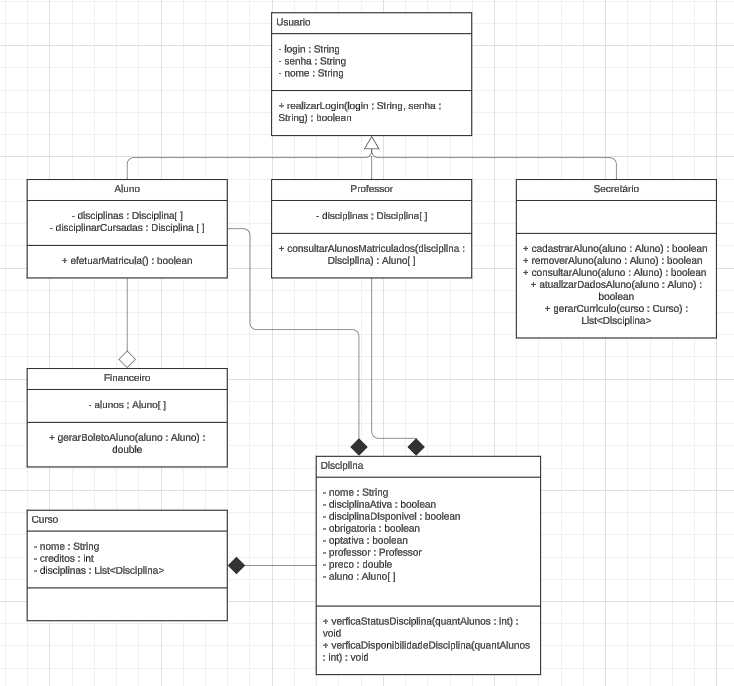 Usuario
- login : String
- senha : String
- nome : String
+ realizarLogin(login ; String, senha ;
String) ; boolean
Aluno
- disciplinas : Disciplina[ ]
- disciplinarCursadas : Disciplina [ ]
+ efetuarMatricula() : boolean
Professor
- disciplinas ; Disciplina[ ]
+ consultarAlunosMatriculados(disciplina :
Disciplina) : Aluno[ ]
Secretário
+ cadastrarAluno(aluno : Aluno) : boolean
+ removerAluno(aluno : Aluno) : boolean
+ consultarAluno(aluno : Aluno) : boolean
+ atualizarDadosAluno(aluno : Aluno) :
boolean
+ gerarCurriculo(curso : Curso) :
List<Disciplina>
Financeiro
- alunos ; Aluno[ ]
+ gerarBoletoAluno(aluno : Aluno) :
double
Disciplina
- nome : String
- disciplinaAtiva : boolean
- disciplinaDisponivel : boolean
- obrigatoria : boolean
- optativa : boolean
- professor : Professor
- preco : double
- aluno : Aluno[ ]
+ verficaStatusDisciplina(quantAlunos : int) :
void
+ verficaDisponibilidadeDisciplina(quantAlunos
: int) : void
Curso
- nome : String
- creditos : int
- disciplinas : List<Disciplina>